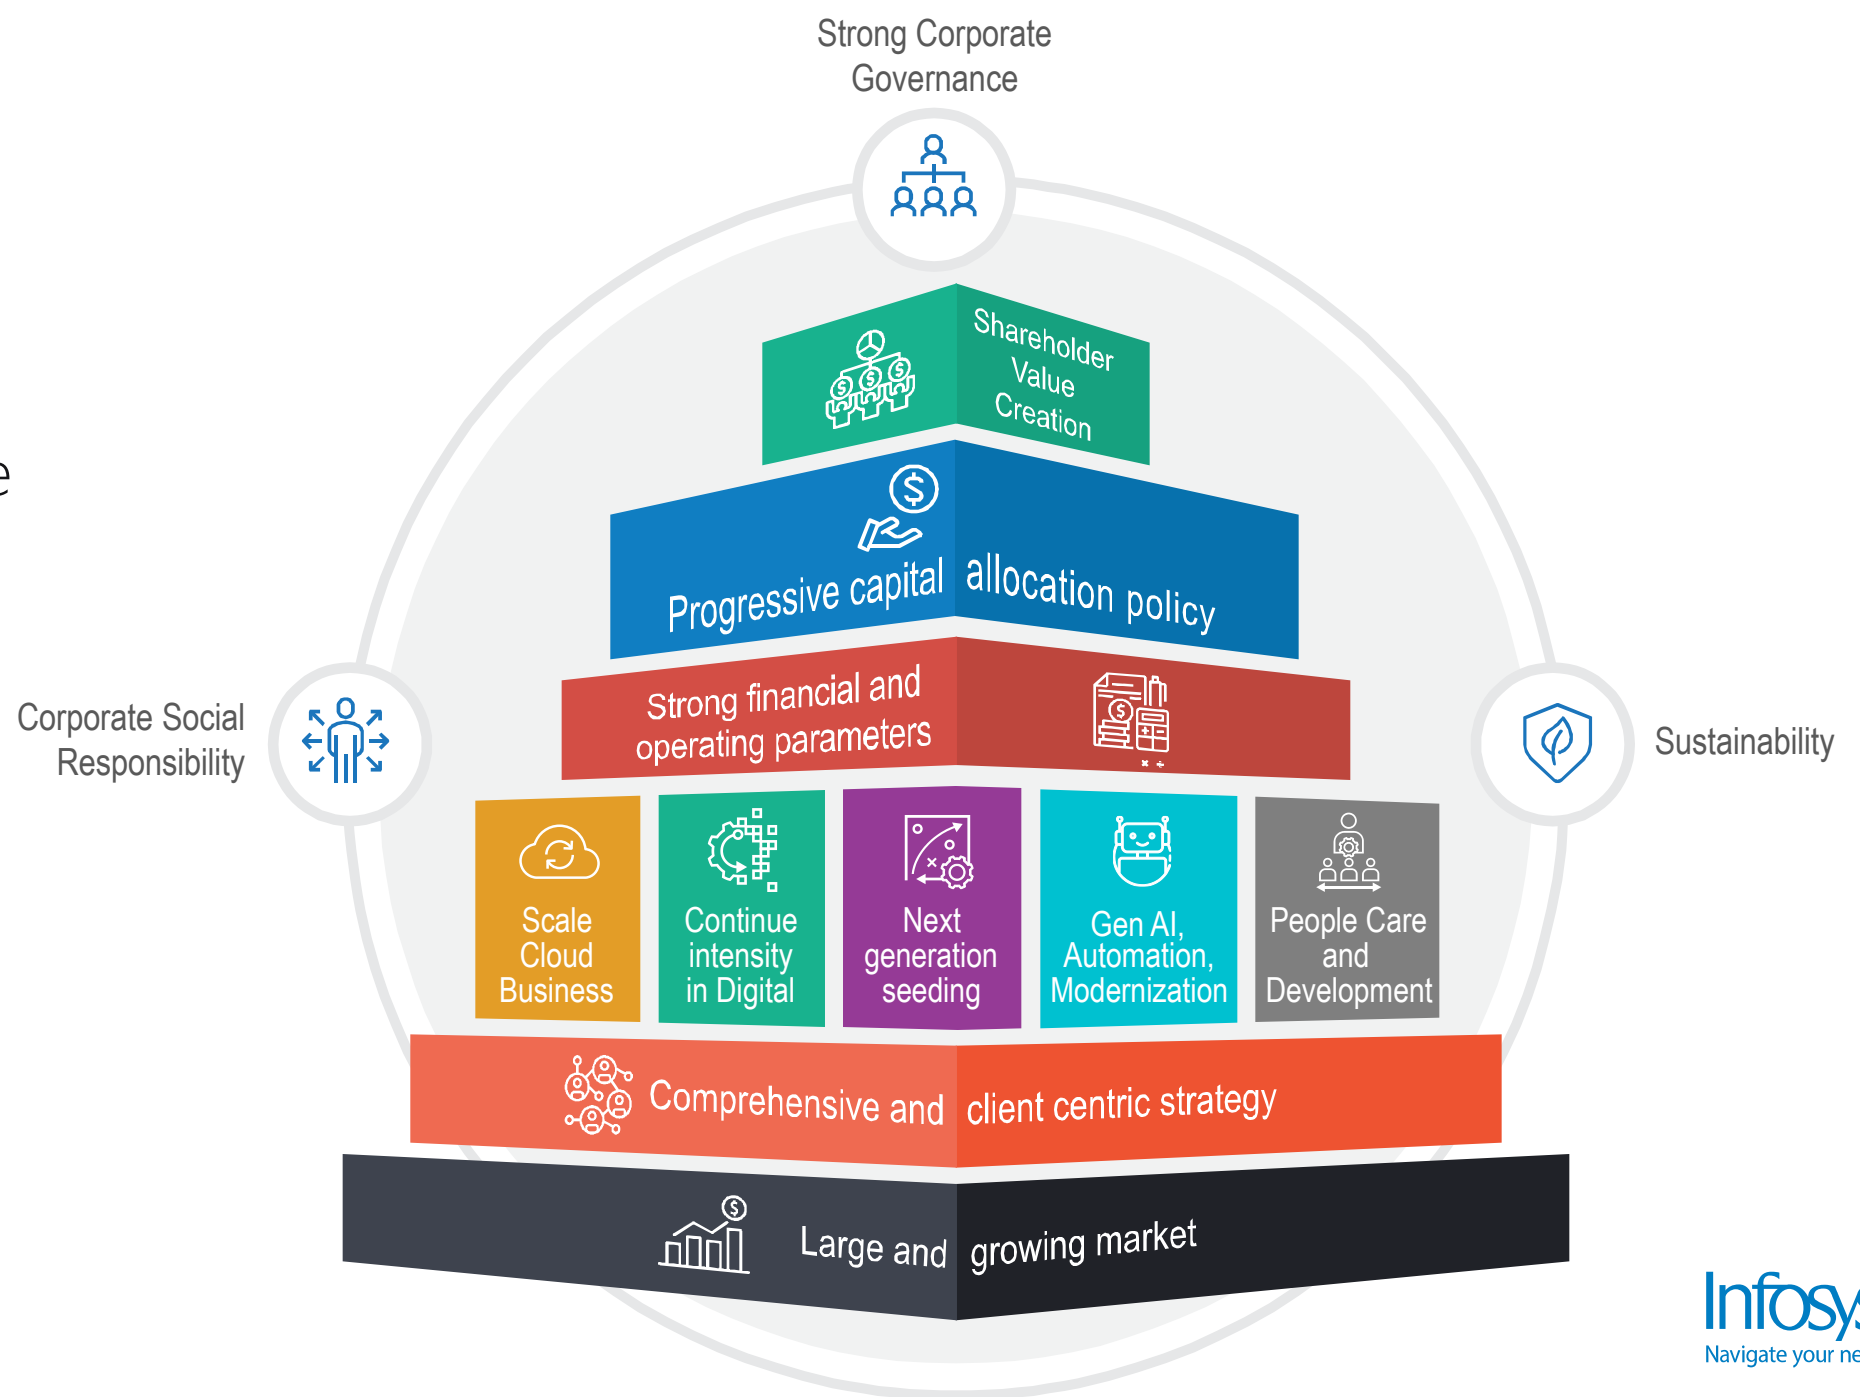 Strong Corporate
Governance
Shareholder
Value
Creation
Progressive capital allocation policy
Strong financial and
operating parameters
Corporate Social
Responsibility
Sustainability
Scale
Cloud
Business
Continue
intensity
in Digital
Next
generation
seeding
Gen AI,
Automation,
Modernization
People Care
and
Development
Comprehensive and client centric strategy
Large and growing market
Infosys
Navigate your